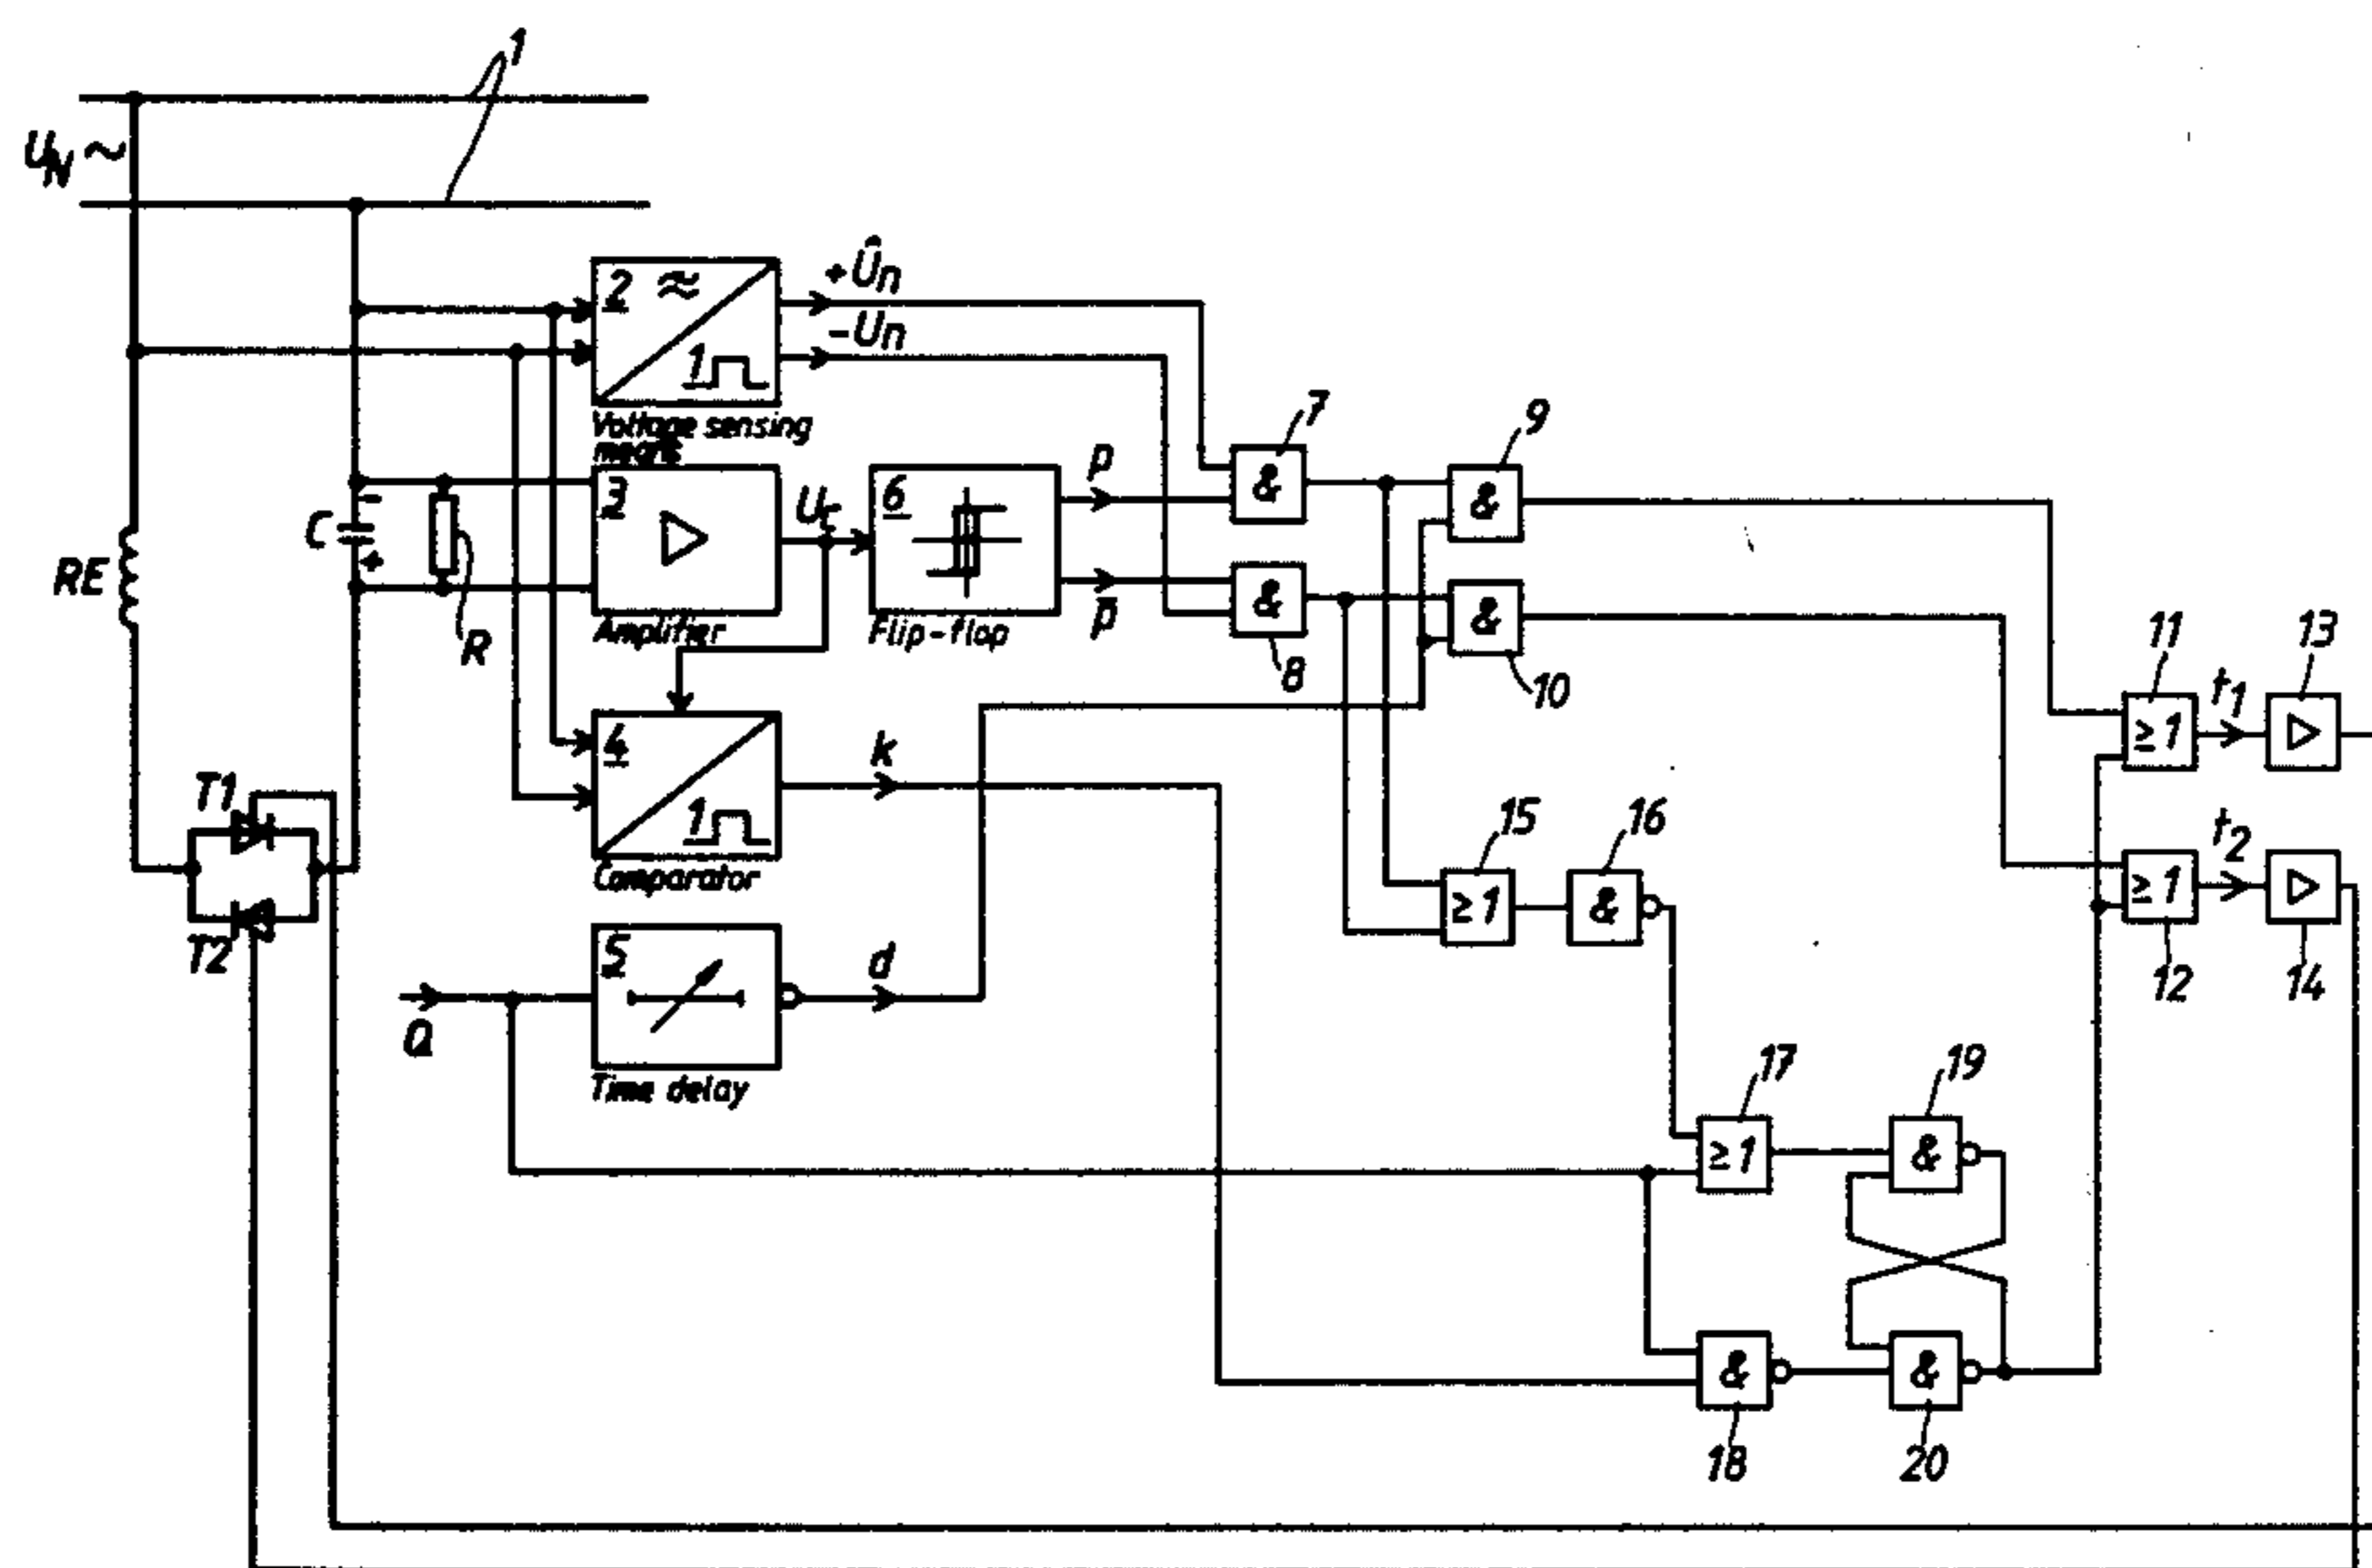 1
U_N ~
2 ≈
1
+Û_n
-U_n
Voltage sensing
means
7
9
p
&
&
3
U_c
6
C
-
+
RE
R
Amplifier
Flip-flop
p̄
&
8
&
10
11
13
≥1
t1
4
k
1
Comparator
T1
T2
15
16
≥1
&
t2
≥1
12
14
5
d
a
Time delay
17
19
≥1
&
&
&
18
20